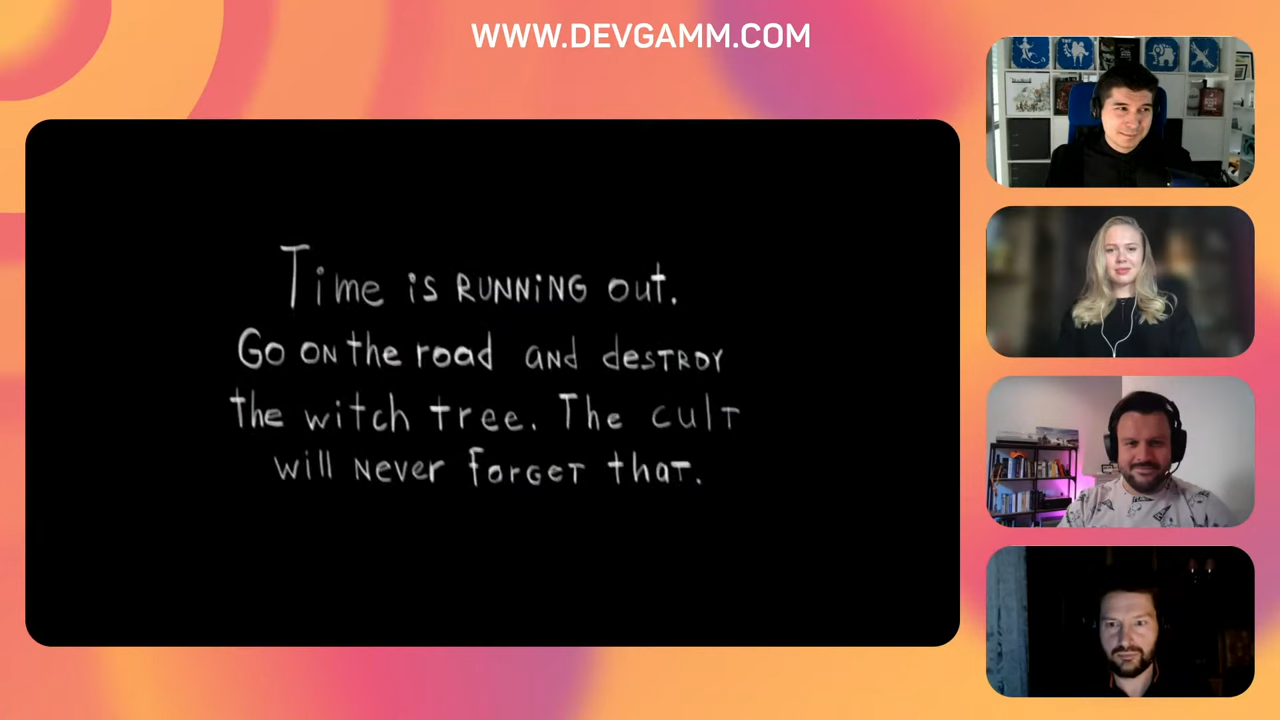 WWW.DEVGAMM.COM
Time is RUNNiNG out.
Go ON the road and desTROY
the witch tree. The culT
will NeveR forGeT thaT.